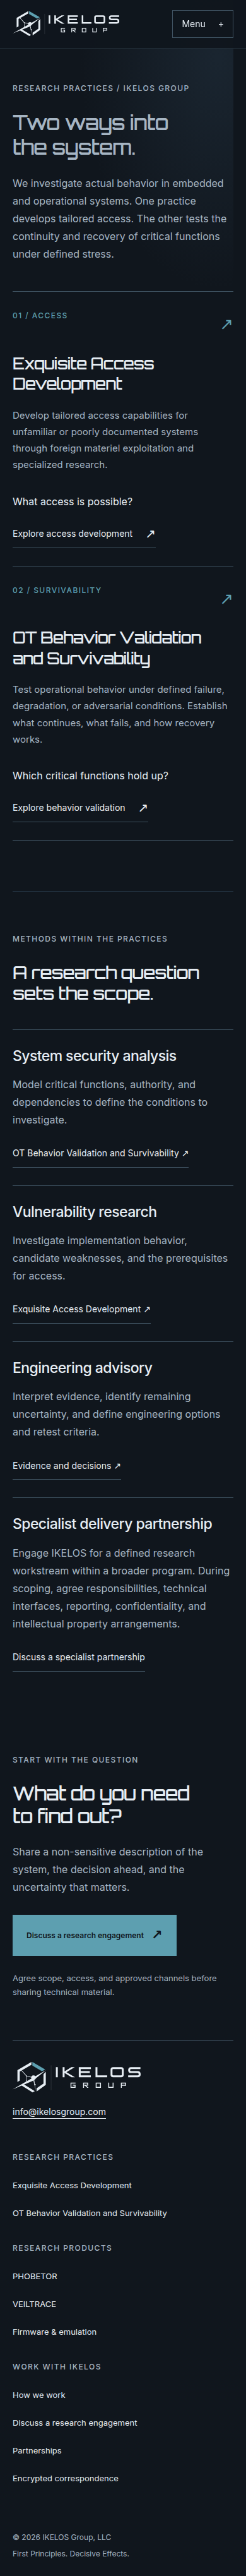 IKELOS
GROUP
Menu +
RESEARCH PRACTICES / IKELOS GROUP
Two ways into
the system.
We investigate actual behavior in embedded
and operational systems. One practice
develops tailored access. The other tests the
continuity and recovery of critical functions
under defined stress.
01 / ACCESS
↗
Exquisite Access
Development
Develop tailored access capabilities for
unfamiliar or poorly documented systems
through foreign materiel exploitation and
specialized research.
What access is possible?
Explore access development ↗
02 / SURVIVABILITY
↗
OT Behavior Validation
and Survivability
Test operational behavior under defined failure,
degradation, or adversarial conditions. Establish
what continues, what fails, and how recovery
works.
Which critical functions hold up?
Explore behavior validation ↗
METHODS WITHIN THE PRACTICES
A research question
sets the scope.
System security analysis
Model critical functions, authority, and
dependencies to define the conditions to
investigate.
OT Behavior Validation and Survivability ↗
Vulnerability research
Investigate implementation behavior,
candidate weaknesses, and the prerequisites
for access.
Exquisite Access Development ↗
Engineering advisory
Interpret evidence, identify remaining
uncertainty, and define engineering options
and retest criteria.
Evidence and decisions ↗
Specialist delivery partnership
Engage IKELOS for a defined research
workstream within a broader program. During
scoping, agree responsibilities, technical
interfaces, reporting, confidentiality, and
intellectual property arrangements.
Discuss a specialist partnership
START WITH THE QUESTION
What do you need
to find out?
Share a non-sensitive description of the
system, the decision ahead, and the
uncertainty that matters.
Discuss a research engagement ↗
Agree scope, access, and approved channels before
sharing technical material.
IKELOS
GROUP
info@ikelosgroup.com
RESEARCH PRACTICES
Exquisite Access Development
OT Behavior Validation and Survivability
RESEARCH PRODUCTS
PHOBETOR
VEILTRACE
Firmware & emulation
WORK WITH IKELOS
How we work
Discuss a research engagement
Partnerships
Encrypted correspondence
© 2026 IKELOS Group, LLC
First Principles. Decisive Effects.